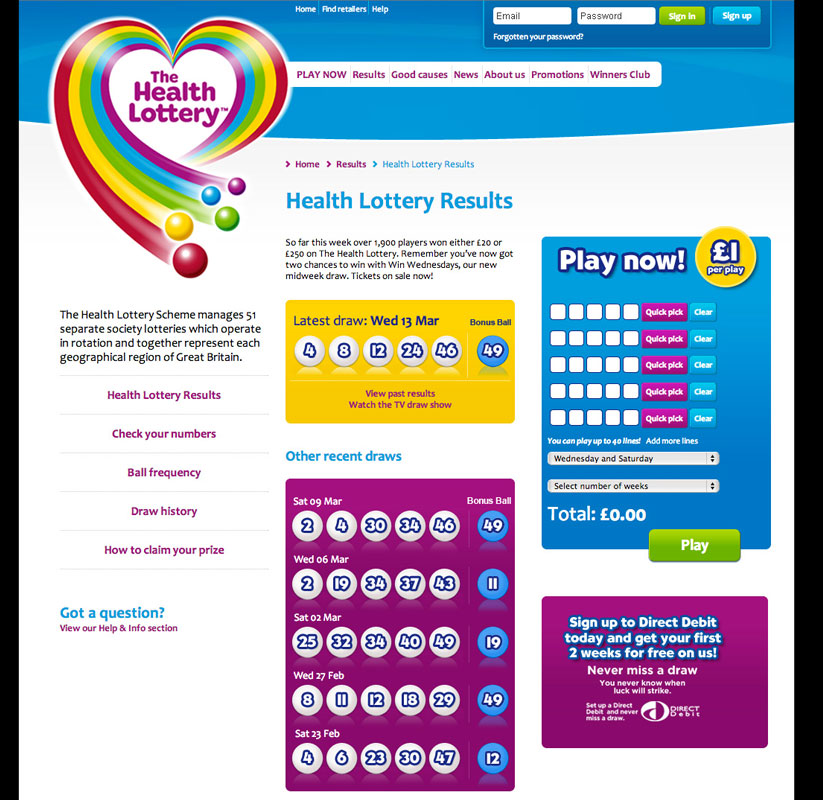 Home Find retailers Help
Email Password Sign in Sign up
Forgotten your password?
The
Health
Lottery™
PLAY NOW Results Good causes News About us Promotions Winners Club
Home Results Health Lottery Results
Health Lottery Results
So far this week over 1,900 players won either £20 or
£250 on The Health Lottery. Remember you've now got
two chances to win with Win Wednesdays, our new
midweek draw. Tickets on sale now!
The Health Lottery Scheme manages 51
separate society lotteries which operate
in rotation and together represent each
geographical region of Great Britain.
Health Lottery Results
Check your numbers
Ball frequency
Draw history
How to claim your prize
Got a question?
View our Help & Info section
Latest draw: Wed 13 Mar Bonus Ball
4 8 12 24 46 49
View past results
Watch the TV draw show
Other recent draws
Sat 09 Mar Bonus Ball
2 4 30 34 46 49
Wed 06 Mar
2 19 34 37 43 11
Sat 02 Mar
25 32 34 40 49 19
Wed 27 Feb
8 11 12 18 29 49
Sat 23 Feb
4 6 23 30 47 12
Play now! £1
per play
Quick pick Clear
Quick pick Clear
Quick pick Clear
Quick pick Clear
Quick pick Clear
You can play up to 40 lines! Add more lines
Wednesday and Saturday
Select number of weeks
Total: £0.00
Play
Sign up to Direct Debit
today and get your first
2 weeks for free on us!
Never miss a draw
You never know when
luck will strike.
Set up a Direct
Debit and never
miss a draw.
DIRECT
Debit